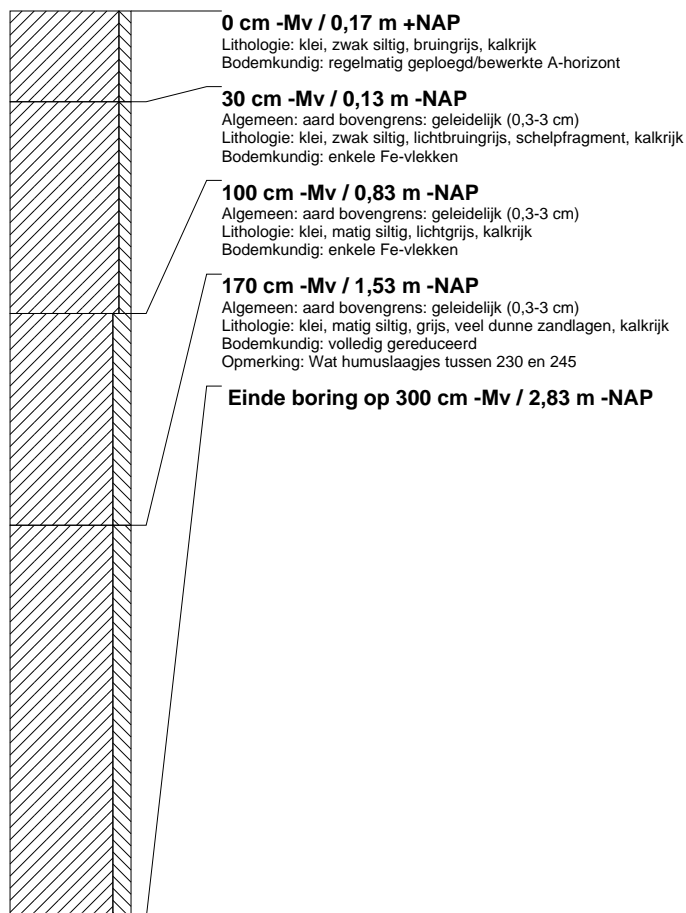 0 cm -Mv / 0,17 m +NAP
Lithologie: klei, zwak siltig, bruingrijs, kalkrijk
Bodemkundig: regelmatig geploegd/bewerkte A-horizont
30 cm -Mv / 0,13 m -NAP
Algemeen: aard bovengrens: geleidelijk (0,3-3 cm)
Lithologie: klei, zwak siltig, lichtbruingrijs, schelpfragment, kalkrijk
Bodemkundig: enkele Fe-vlekken
100 cm -Mv / 0,83 m -NAP
Algemeen: aard bovengrens: geleidelijk (0,3-3 cm)
Lithologie: klei, matig siltig, lichtgrijs, kalkrijk
Bodemkundig: enkele Fe-vlekken
170 cm -Mv / 1,53 m -NAP
Algemeen: aard bovengrens: geleidelijk (0,3-3 cm)
Lithologie: klei, matig siltig, grijs, veel dunne zandlagen, kalkrijk
Bodemkundig: volledig gereduceerd
Opmerking: Wat humuslaagjes tussen 230 en 245
Einde boring op 300 cm -Mv / 2,83 m -NAP